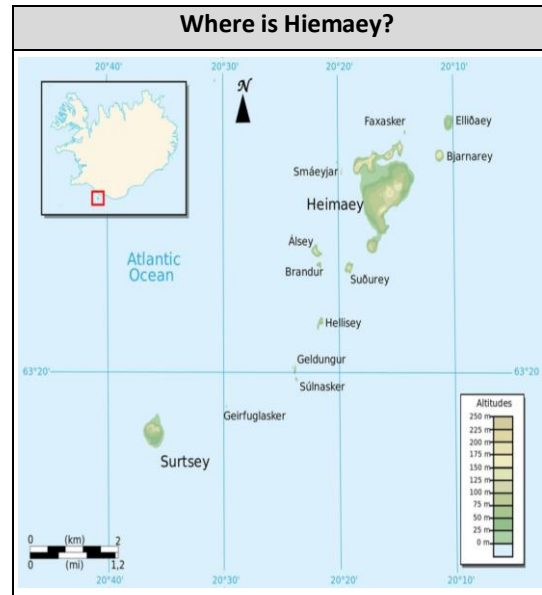 Where is Hiemaey?
20°40' 20°30' 20°20' 20°10'
N
Faxasker
Elliðaey
Bjarnarey
Smáeyjar
Heimaey
Álsey
Atlantic
Ocean
Brandur
Suðurey
Hellisey
Geldungur
63°20' 63°20'
Súlnasker
Geirfuglasker
Surtsey
Altitudes
250 m
225 m
200 m
175 m
150 m
125 m
100 m
75 m
50 m
25 m
0 m
0 (km) 2
0 (mi) 1,2
20°40' 20°30' 20°20' 20°10'